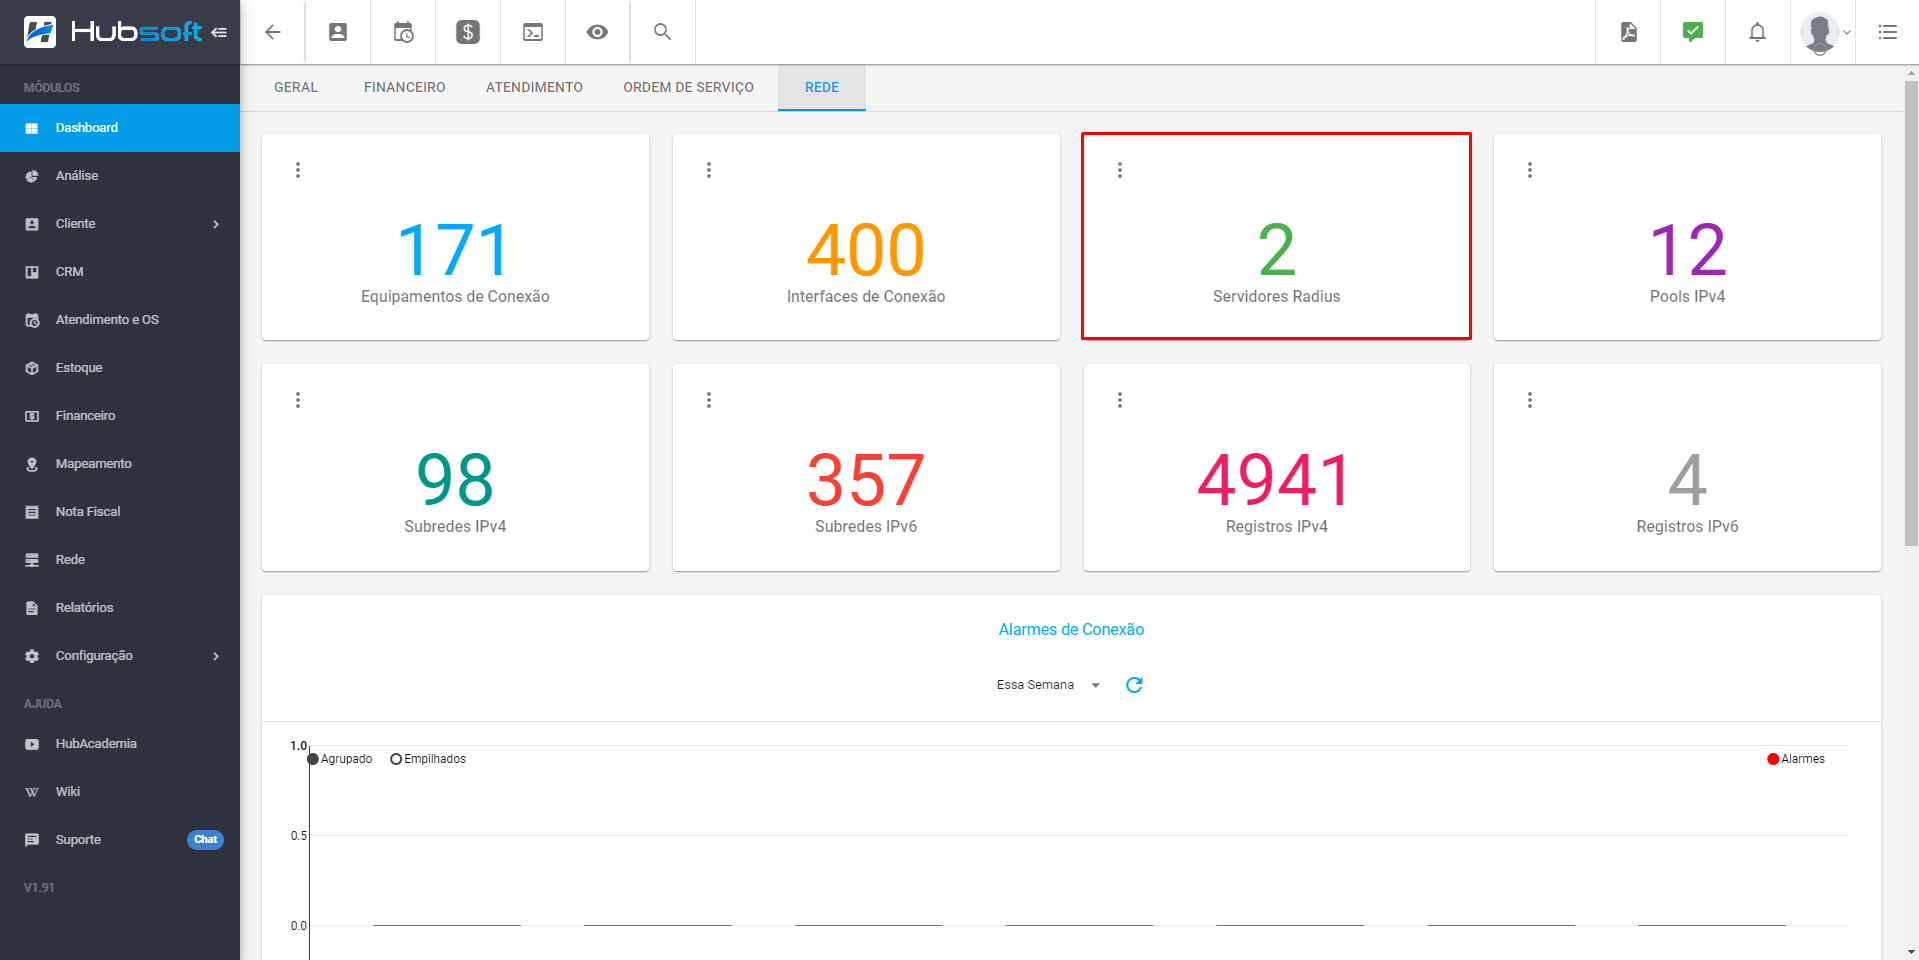 Hubsoft
MÓDULOS
Dashboard
Análise
Cliente
CRM
Atendimento e OS
Estoque
Financeiro
Mapeamento
Nota Fiscal
Rede
Relatórios
Configuração
AJUDA
HubAcademia
Wiki
Suporte
Chat
V1.91
GERAL
FINANCEIRO
ATENDIMENTO
ORDEM DE SERVIÇO
REDE
171
Equipamentos de Conexão
400
Interfaces de Conexão
2
Servidores Radius
12
Pools IPv4
98
Subredes IPv4
357
Subredes IPv6
4941
Registros IPv4
4
Registros IPv6
Alarmes de Conexão
Essa Semana
1.0
Agrupado
Empilhados
Alarmes
0.5
0.0